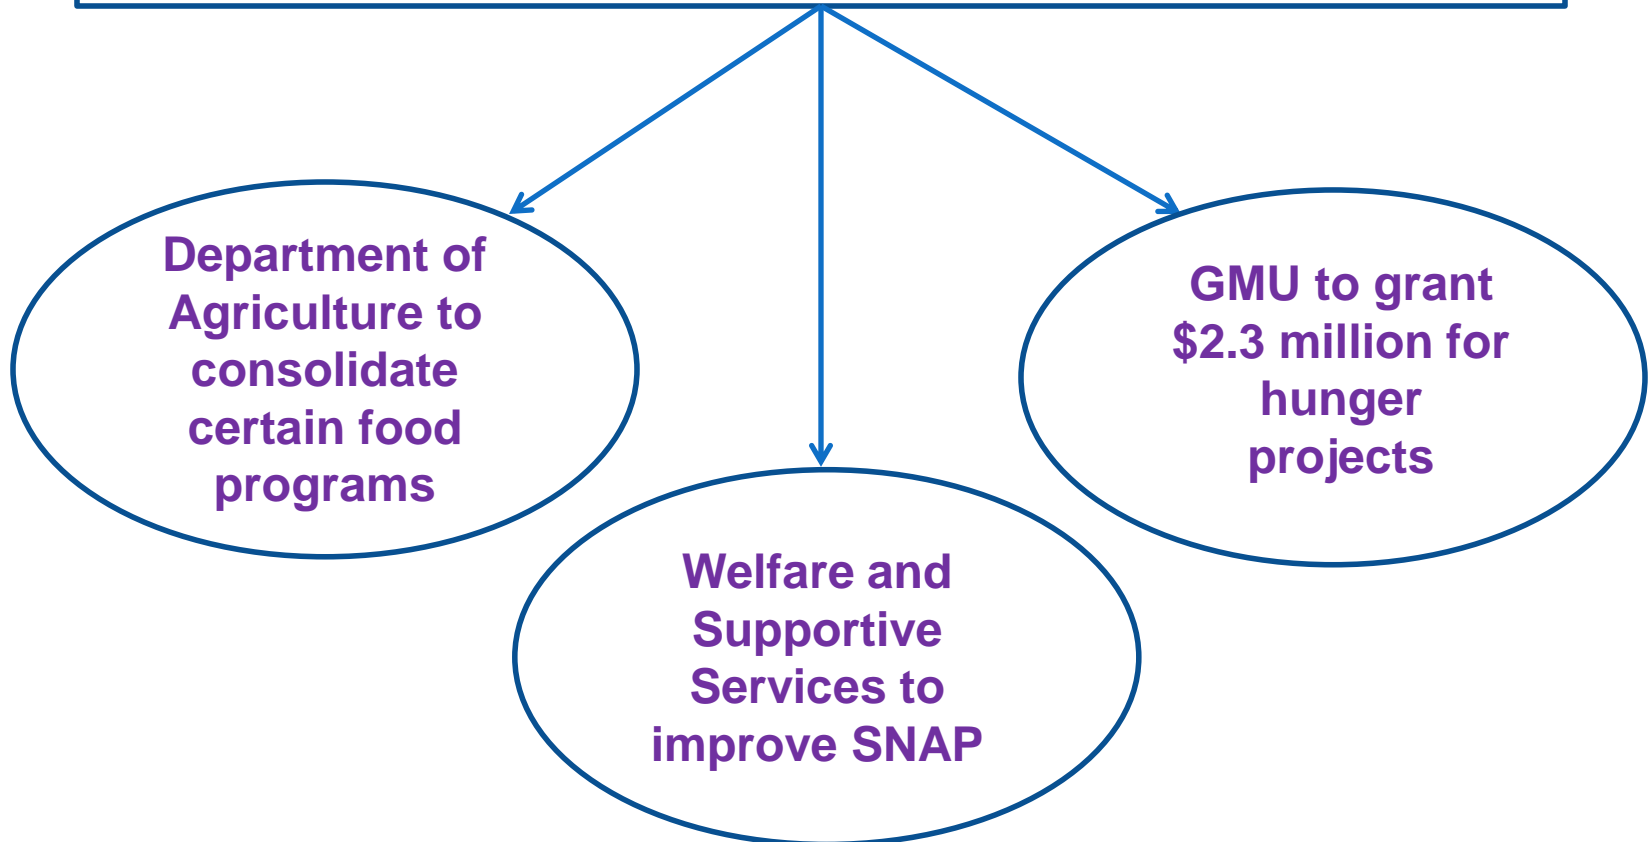 Department of
Agriculture to
consolidate
certain food
programs
GMU to grant
$2.3 million for
hunger
projects
Welfare and
Supportive
Services to
improve SNAP